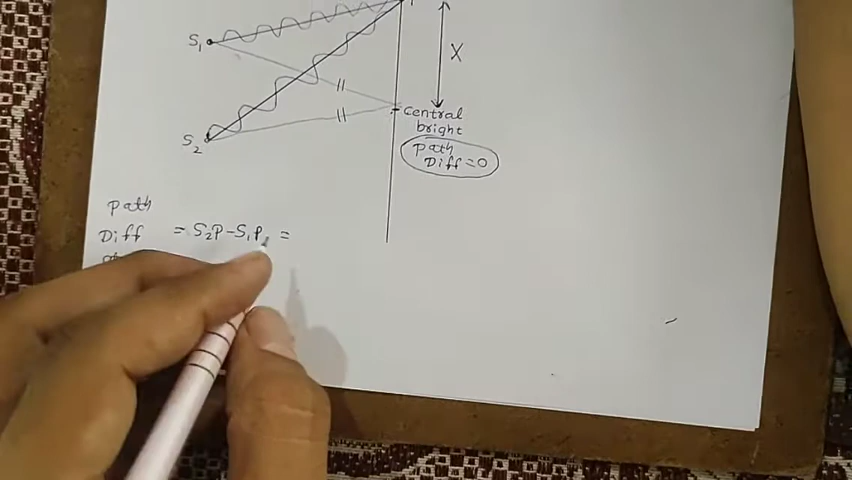 S1
X
S2
Central
bright
Path
Diff=0
Path
Diff = S2P-S1P =